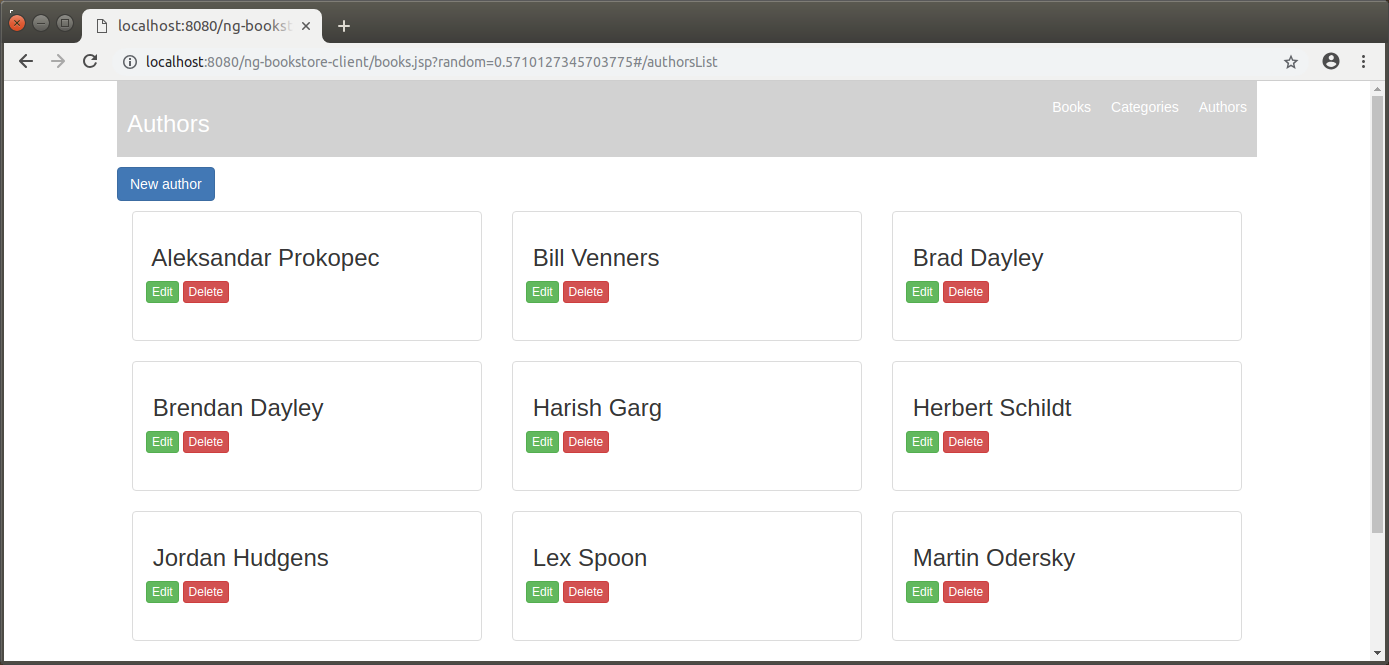 localhost:8080/ng-bookst
localhost:8080/ng-bookstore-client/books.jsp?random=0.5710127345703775#/authorsList
Authors
Books Categories Authors
New author
Aleksandar Prokopec
Edit Delete
Bill Venners
Edit Delete
Brad Dayley
Edit Delete
Brendan Dayley
Edit Delete
Harish Garg
Edit Delete
Herbert Schildt
Edit Delete
Jordan Hudgens
Edit Delete
Lex Spoon
Edit Delete
Martin Odersky
Edit Delete